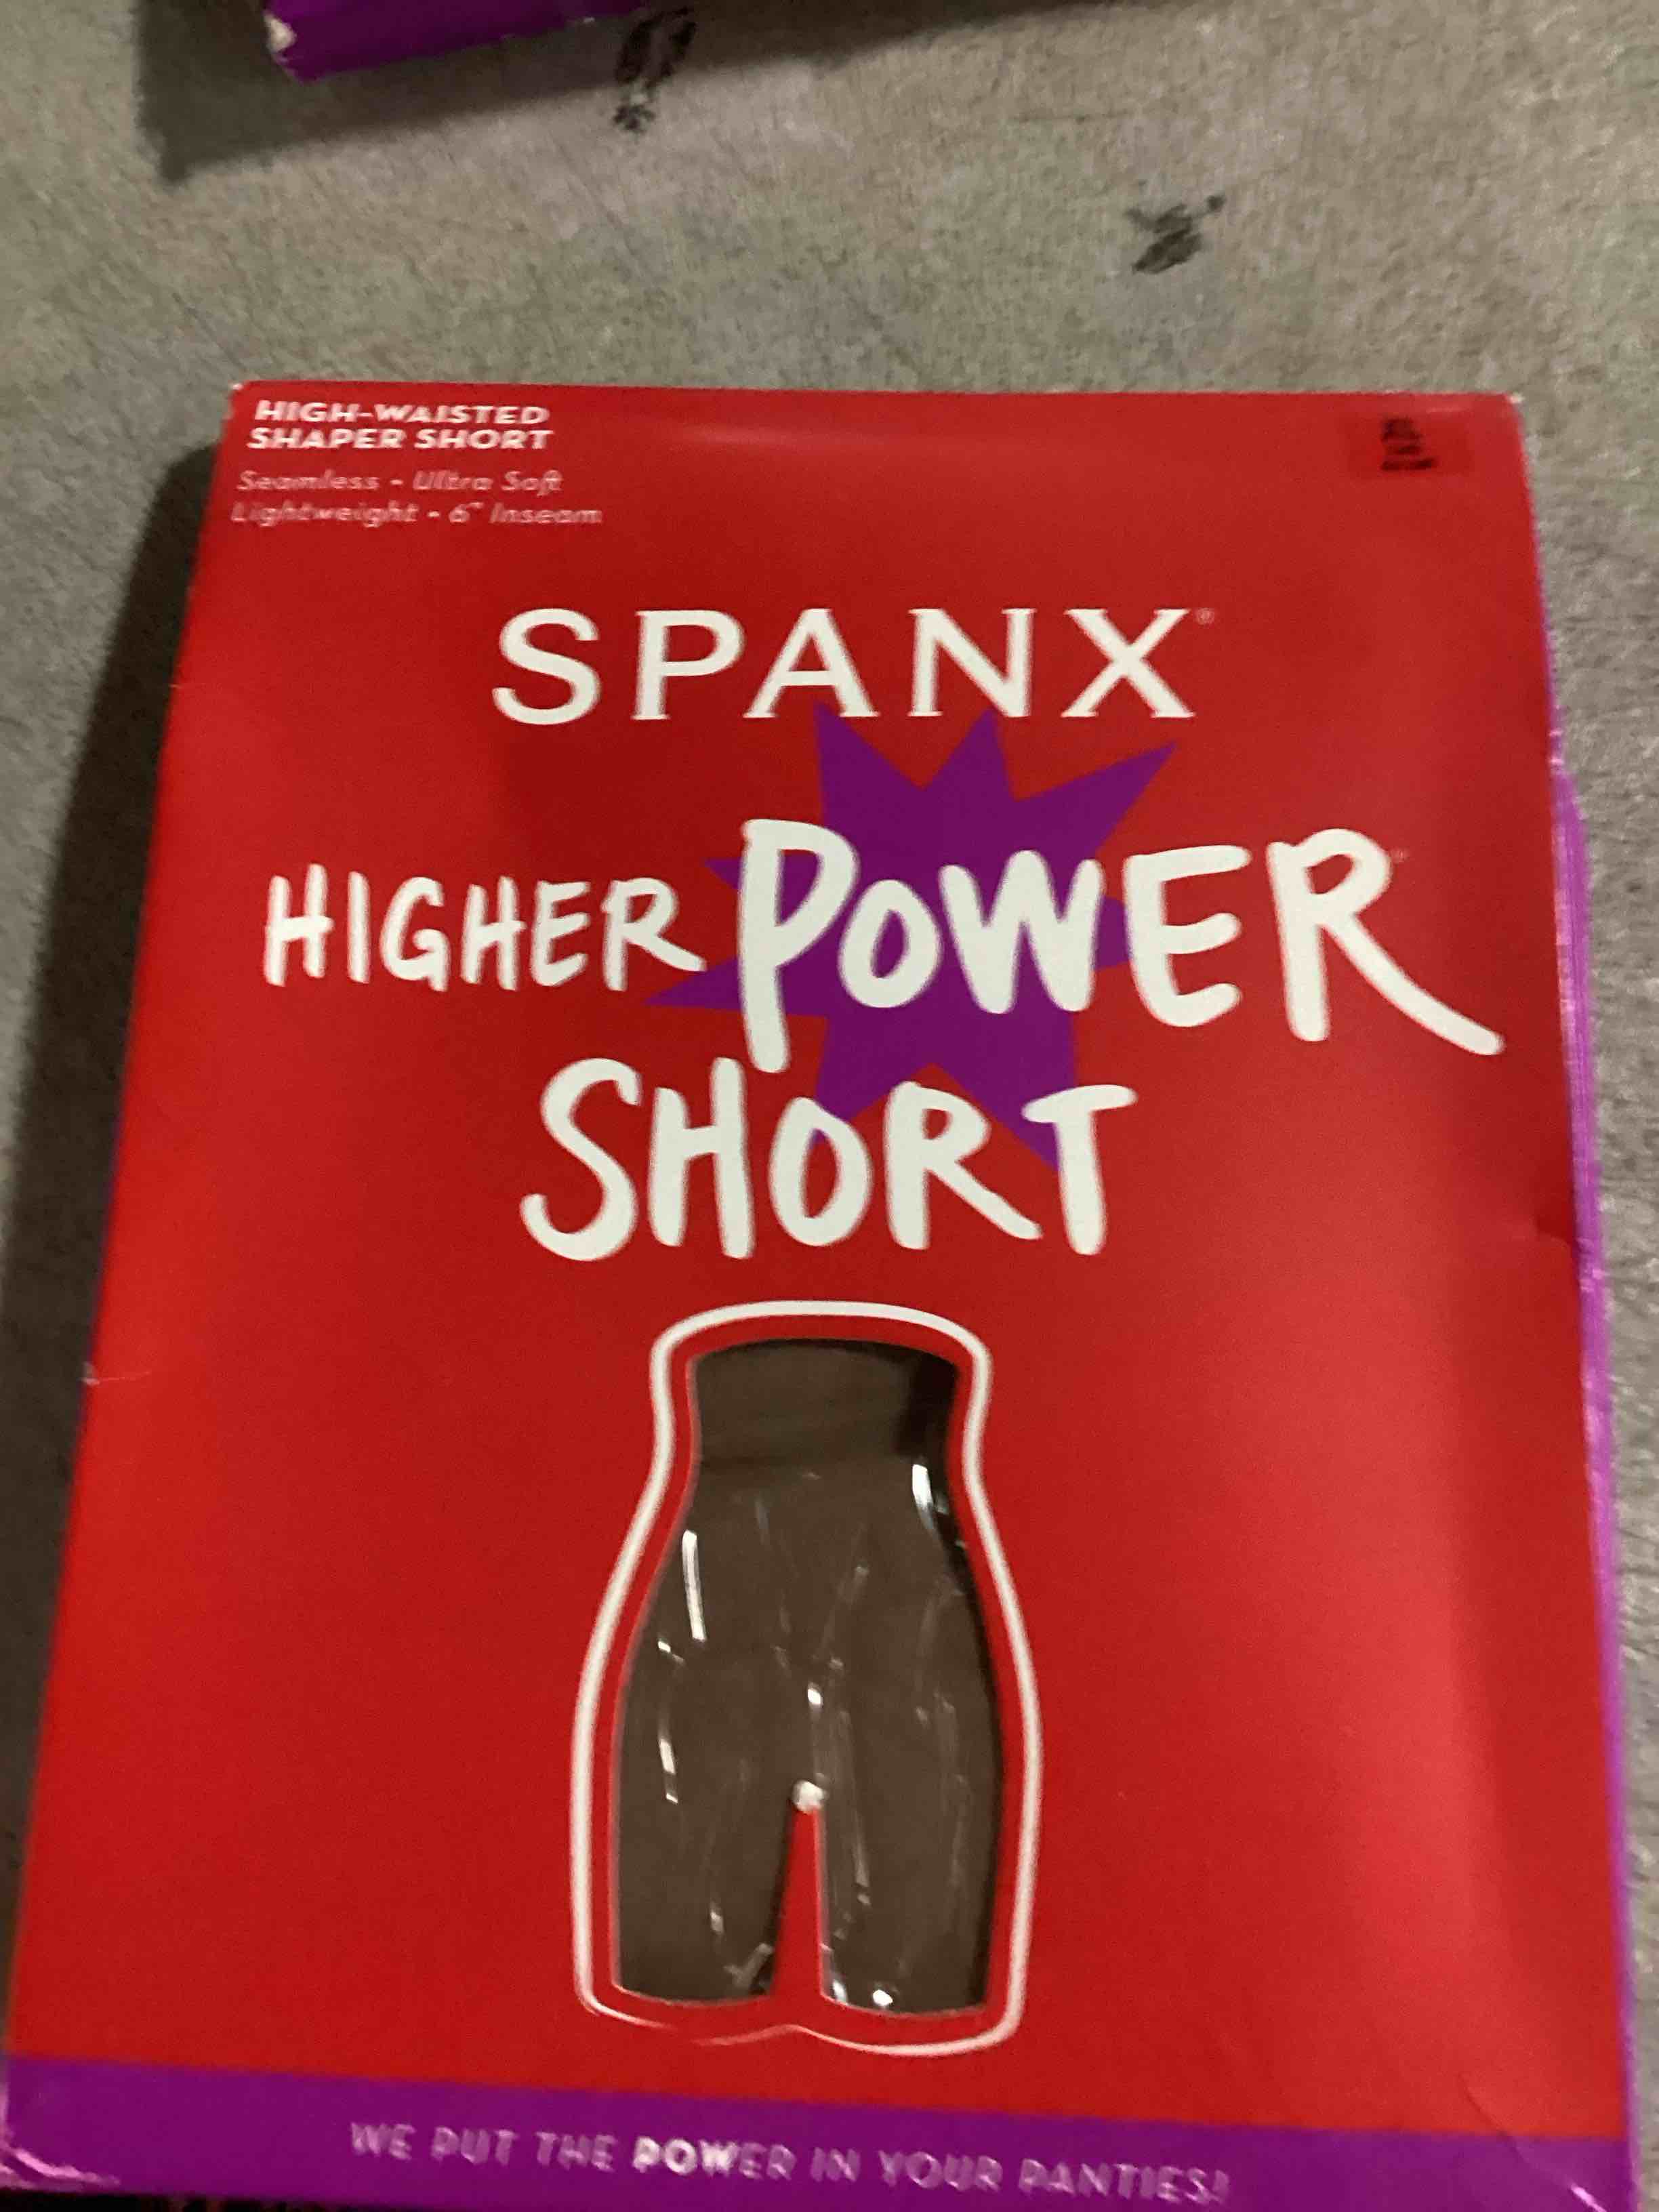 HIGH-WAISTED
SHAPER SHORT
Seamless - Ultra Soft
Lightweight - 6" Inseam
SPANX®
HIGHER POWER
SHORT
WE PUT THE POWER IN YOUR PANTIES!